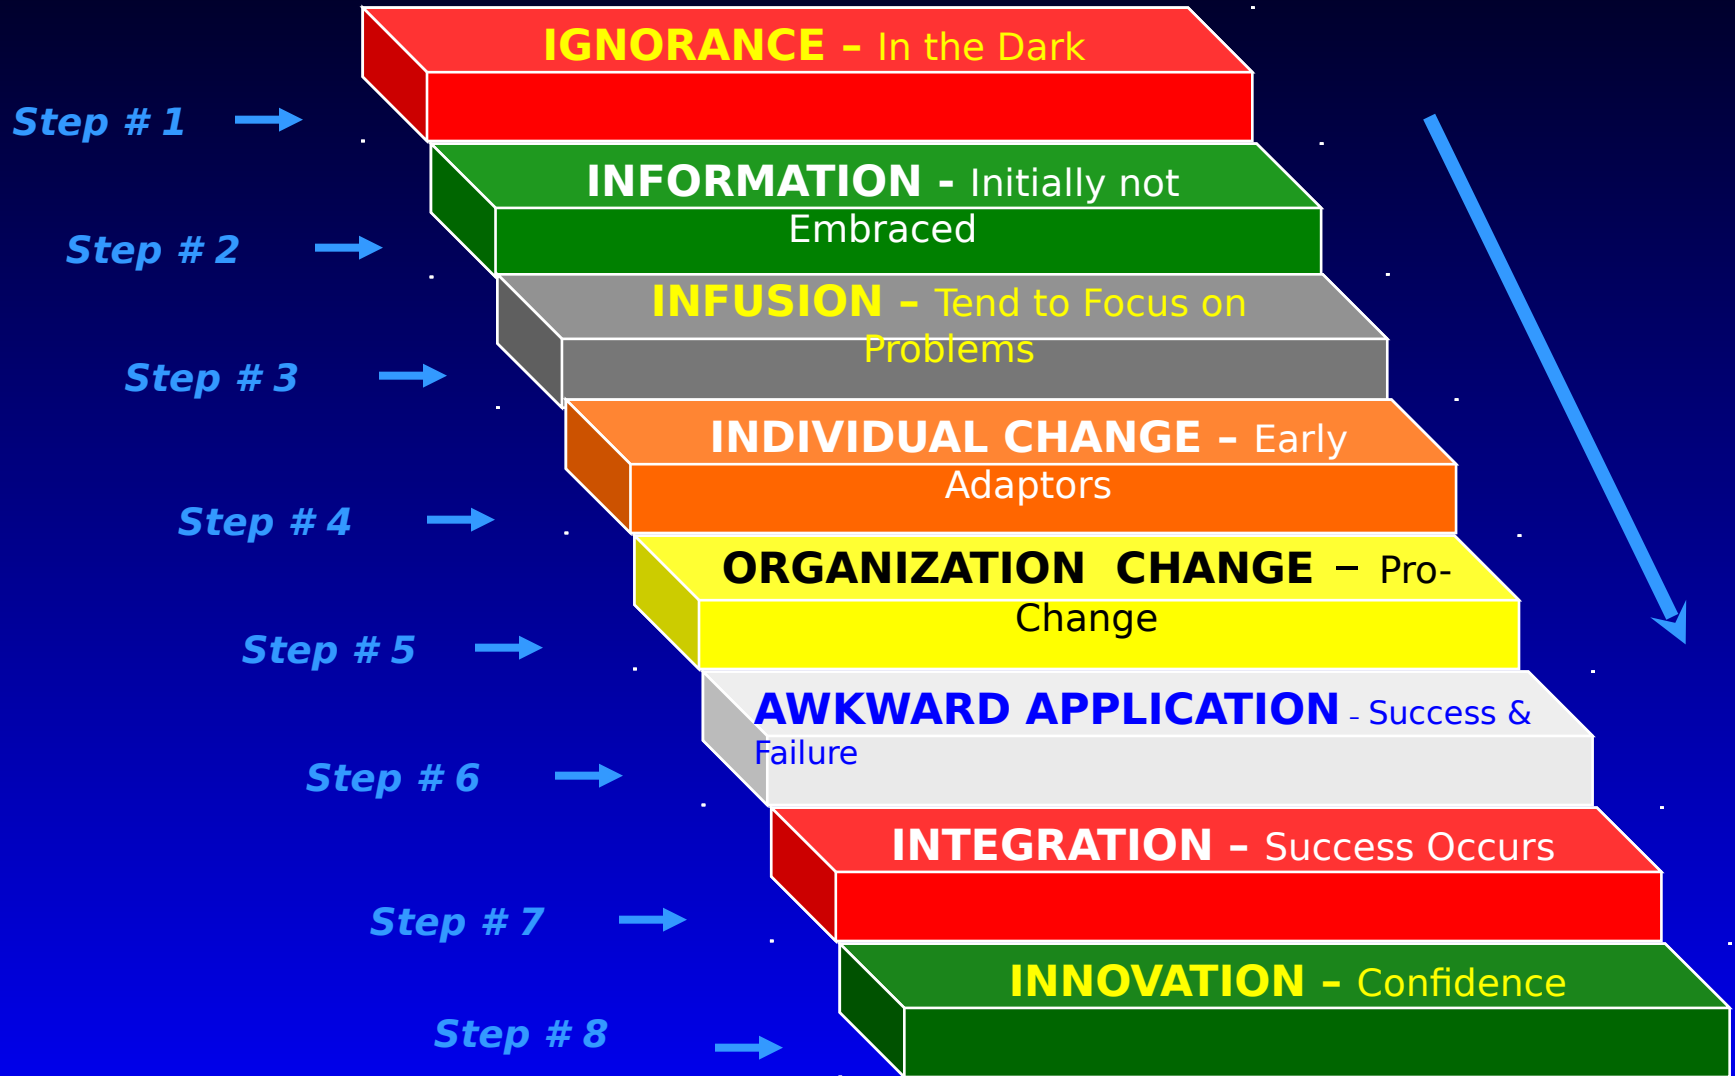 IGNORANCE – In the Dark
Step # 1
INFORMATION - Initially not
Embraced
Step # 2
INFUSION – Tend to Focus on
Problems
Step # 3
INDIVIDUAL CHANGE – Early
Adaptors
Step # 4
ORGANIZATION CHANGE – Pro-
Change
Step # 5
AWKWARD APPLICATION - Success &
Failure
Step # 6
INTEGRATION – Success Occurs
Step # 7
INNOVATION – Confidence
Step # 8